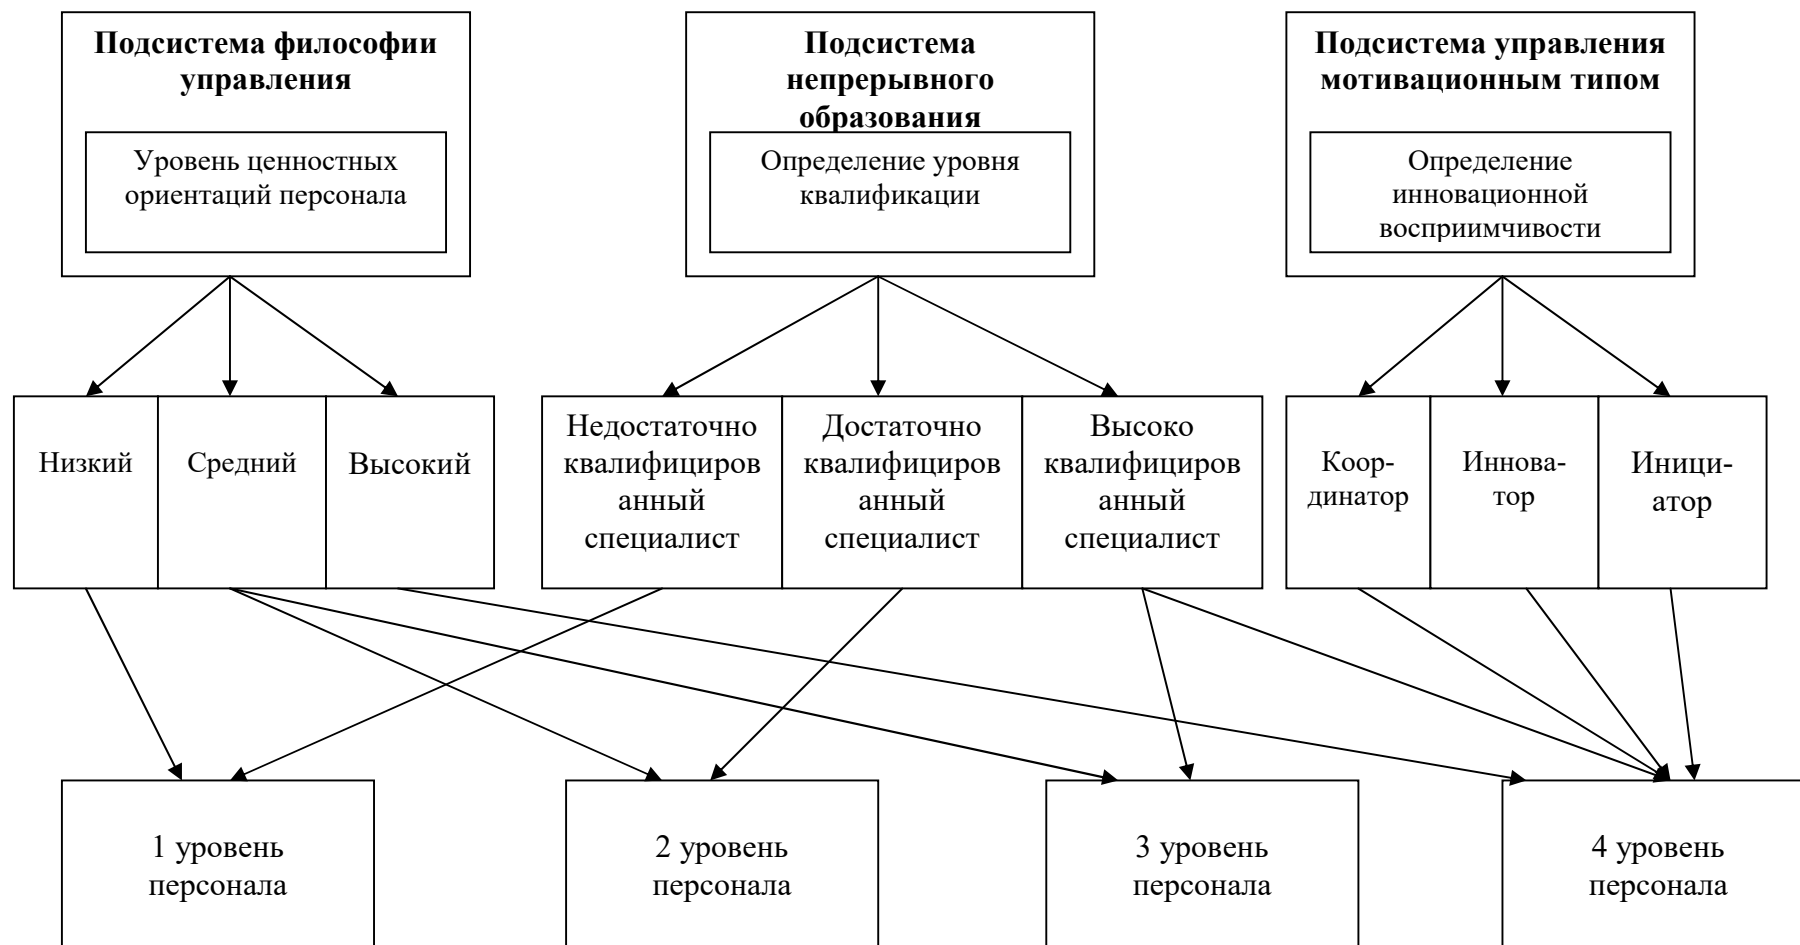 Подсистема философии
управления
Уровень ценностных
ориентаций персонала
Подсистема
непрерывного
образования
Определение уровня
квалификации
Подсистема управления
мотивационным типом
Определение
инновационной
восприимчивости
Низкий
Средний
Высокий
Недостаточно
квалифициров
анный
специалист
Достаточно
квалифициров
анный
специалист
Высоко
квалифициров
анный
специалист
Коор-
динатор
Иннова-
тор
Иници-
атор
1 уровень
персонала
2 уровень
персонала
3 уровень
персонала
4 уровень
персонала